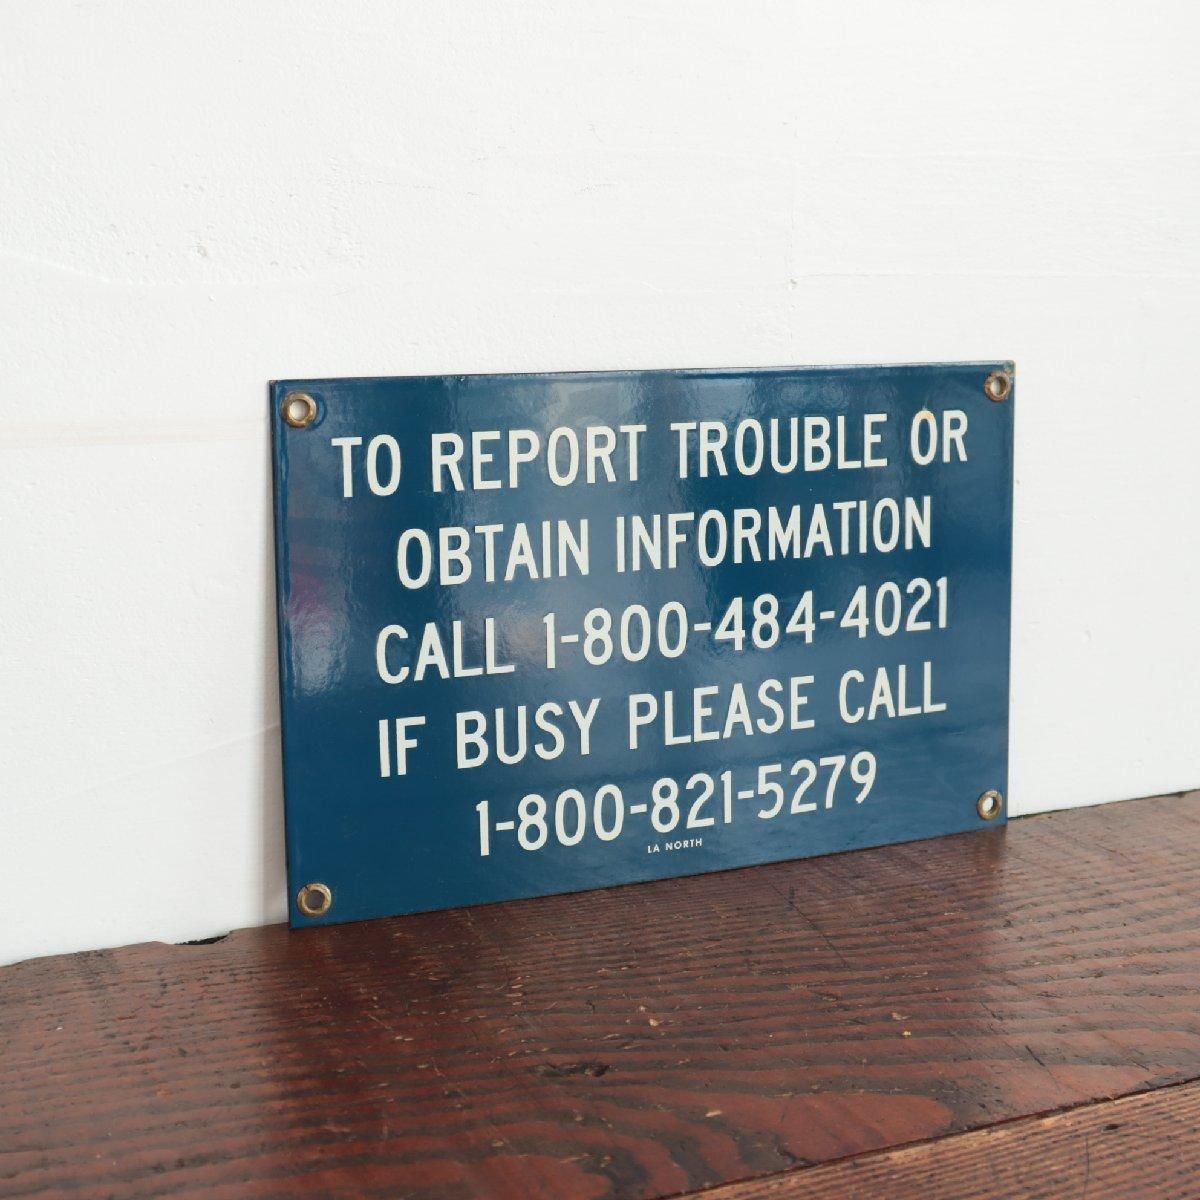 TO REPORT TROUBLE OR
OBTAIN INFORMATION
CALL 1-800-484-4021
IF BUSY PLEASE CALL
1-800-821-5279
LA NORTH